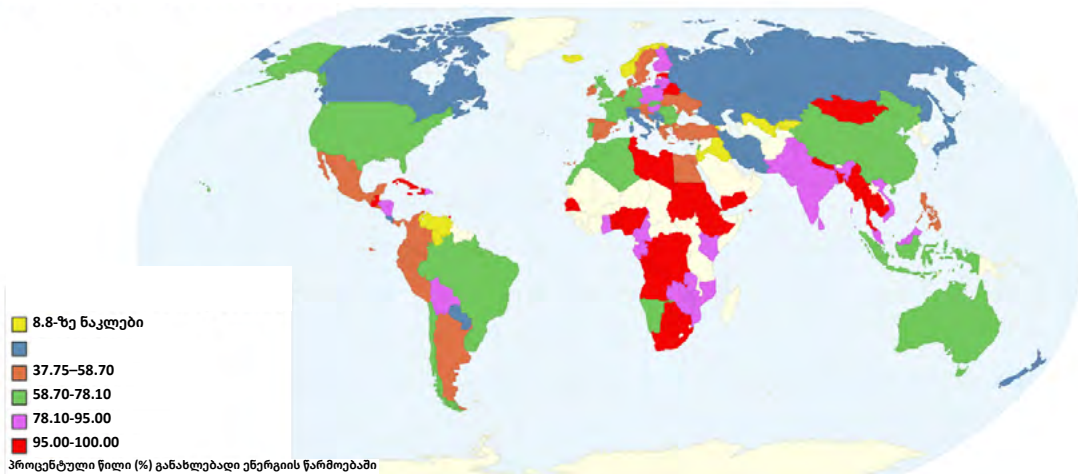 8.8-ზე ნაკლები
37.75–58.70
58.70-78.10
78.10-95.00
95.00-100.00
პროცენტული წილი (%) განახლებადი ენერგიის წარმოებაში